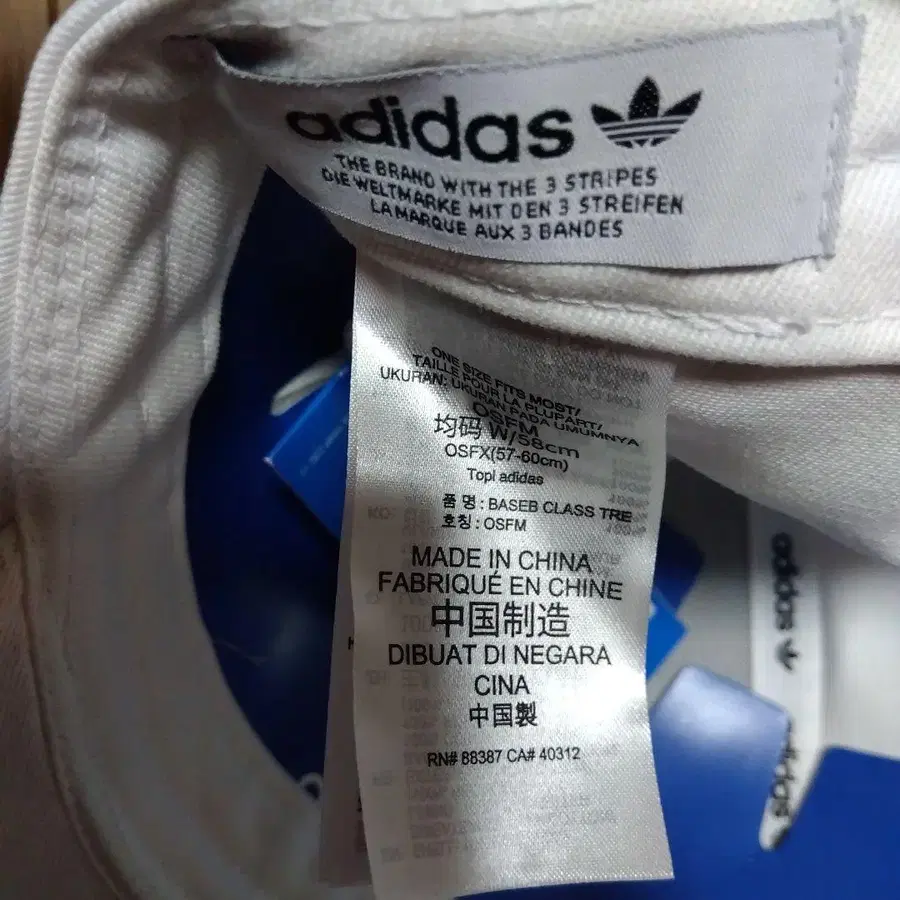 adidas
THE BRAND WITH THE 3 STRIPES
DIE WELTMARKE MIT DEN 3 STREIFEN
LA MARQUE AUX 3 BANDES
ONE SIZE FITS MOST/
TAILLE POUR LA PLUPART/
UKURAN: UKURAN PADA UMUMNYA
OSFM
均码 W/58cm
OSFX(57-60cm)
Topi adidas
품 명 : BASEB CLASS TRE
호칭 : OSFM
MADE IN CHINA
FABRIQUÉ EN CHINE
中国制造
DIBUAT DI NEGARA
CINA
中国製
RN# 88387 CA# 40312
adidas
adidas